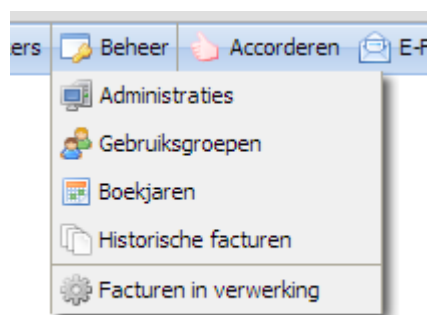 ers Beheer Accorderen E-F
Administraties
Gebruiksgroepen
Boekjaren
Historische facturen
Facturen in verwerking